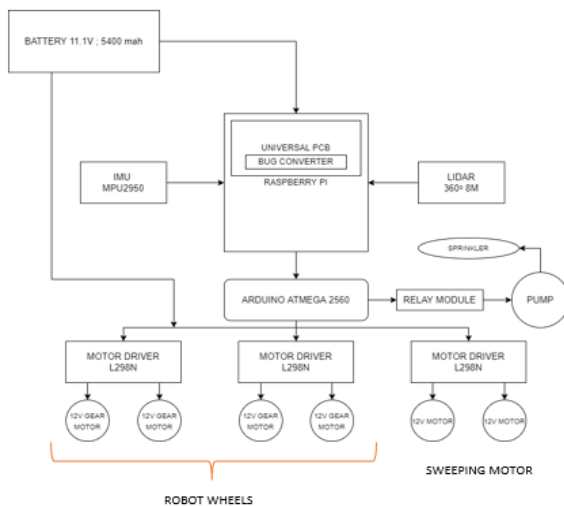 BATTERY 11.1V ; 5400 mah
UNIVERSAL PCB
BUG CONVERTER
RASPBERRY PI
IMU
MPU2950
LIDAR
360º 8M
SPRINKLER
ARDUINO ATMEGA 2560
RELAY MODULE
PUMP
MOTOR DRIVER
L298N
MOTOR DRIVER
L298N
MOTOR DRIVER
L298N
12V GEAR
MOTOR
12V GEAR
MOTOR
12V GEAR
MOTOR
12V GEAR
MOTOR
12V MOTOR
12V MOTOR
SWEEPING MOTOR
ROBOT WHEELS